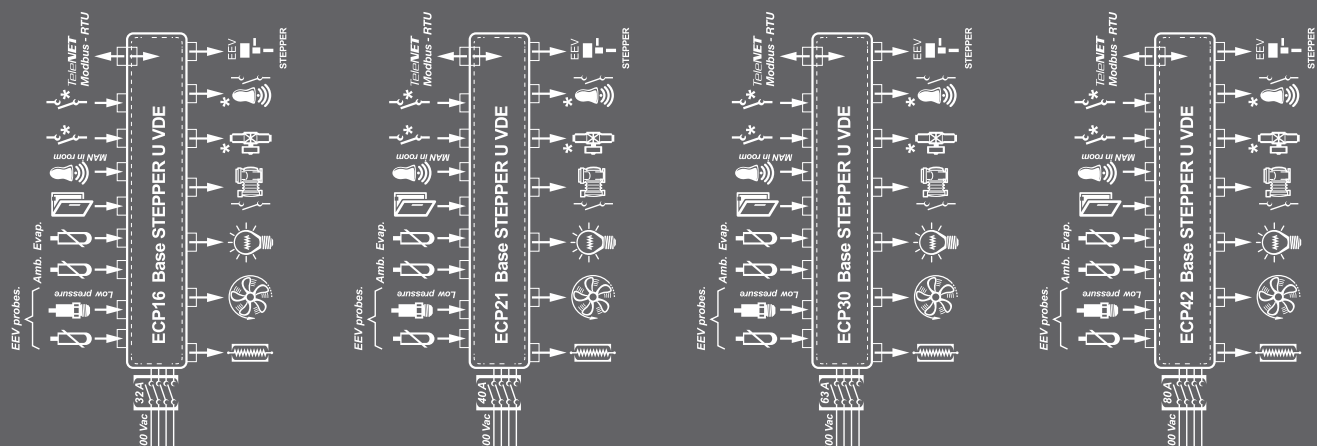 EEV probes.
Amb. Evap.
Low pressure
MAN in room
*
*
TeleNET
Modbus - RTU
32 A
00 Vac
ECP16 Base STEPPER U VDE
*
*
EEV
STEPPER
EEV probes.
Amb. Evap.
Low pressure
MAN in room
*
*
TeleNET
Modbus - RTU
40A
00 Vac
ECP21 Base STEPPER U VDE
*
*
EEV
STEPPER
EEV probes.
Amb. Evap.
Low pressure
MAN in room
*
*
TeleNET
Modbus - RTU
63 A
00 Vac
ECP30 Base STEPPER U VDE
*
*
EEV
STEPPER
EEV probes.
Amb. Evap.
Low pressure
MAN in room
*
*
TeleNET
Modbus - RTU
80 A
00 Vac
ECP42 Base STEPPER U VDE
*
*
EEV
STEPPER